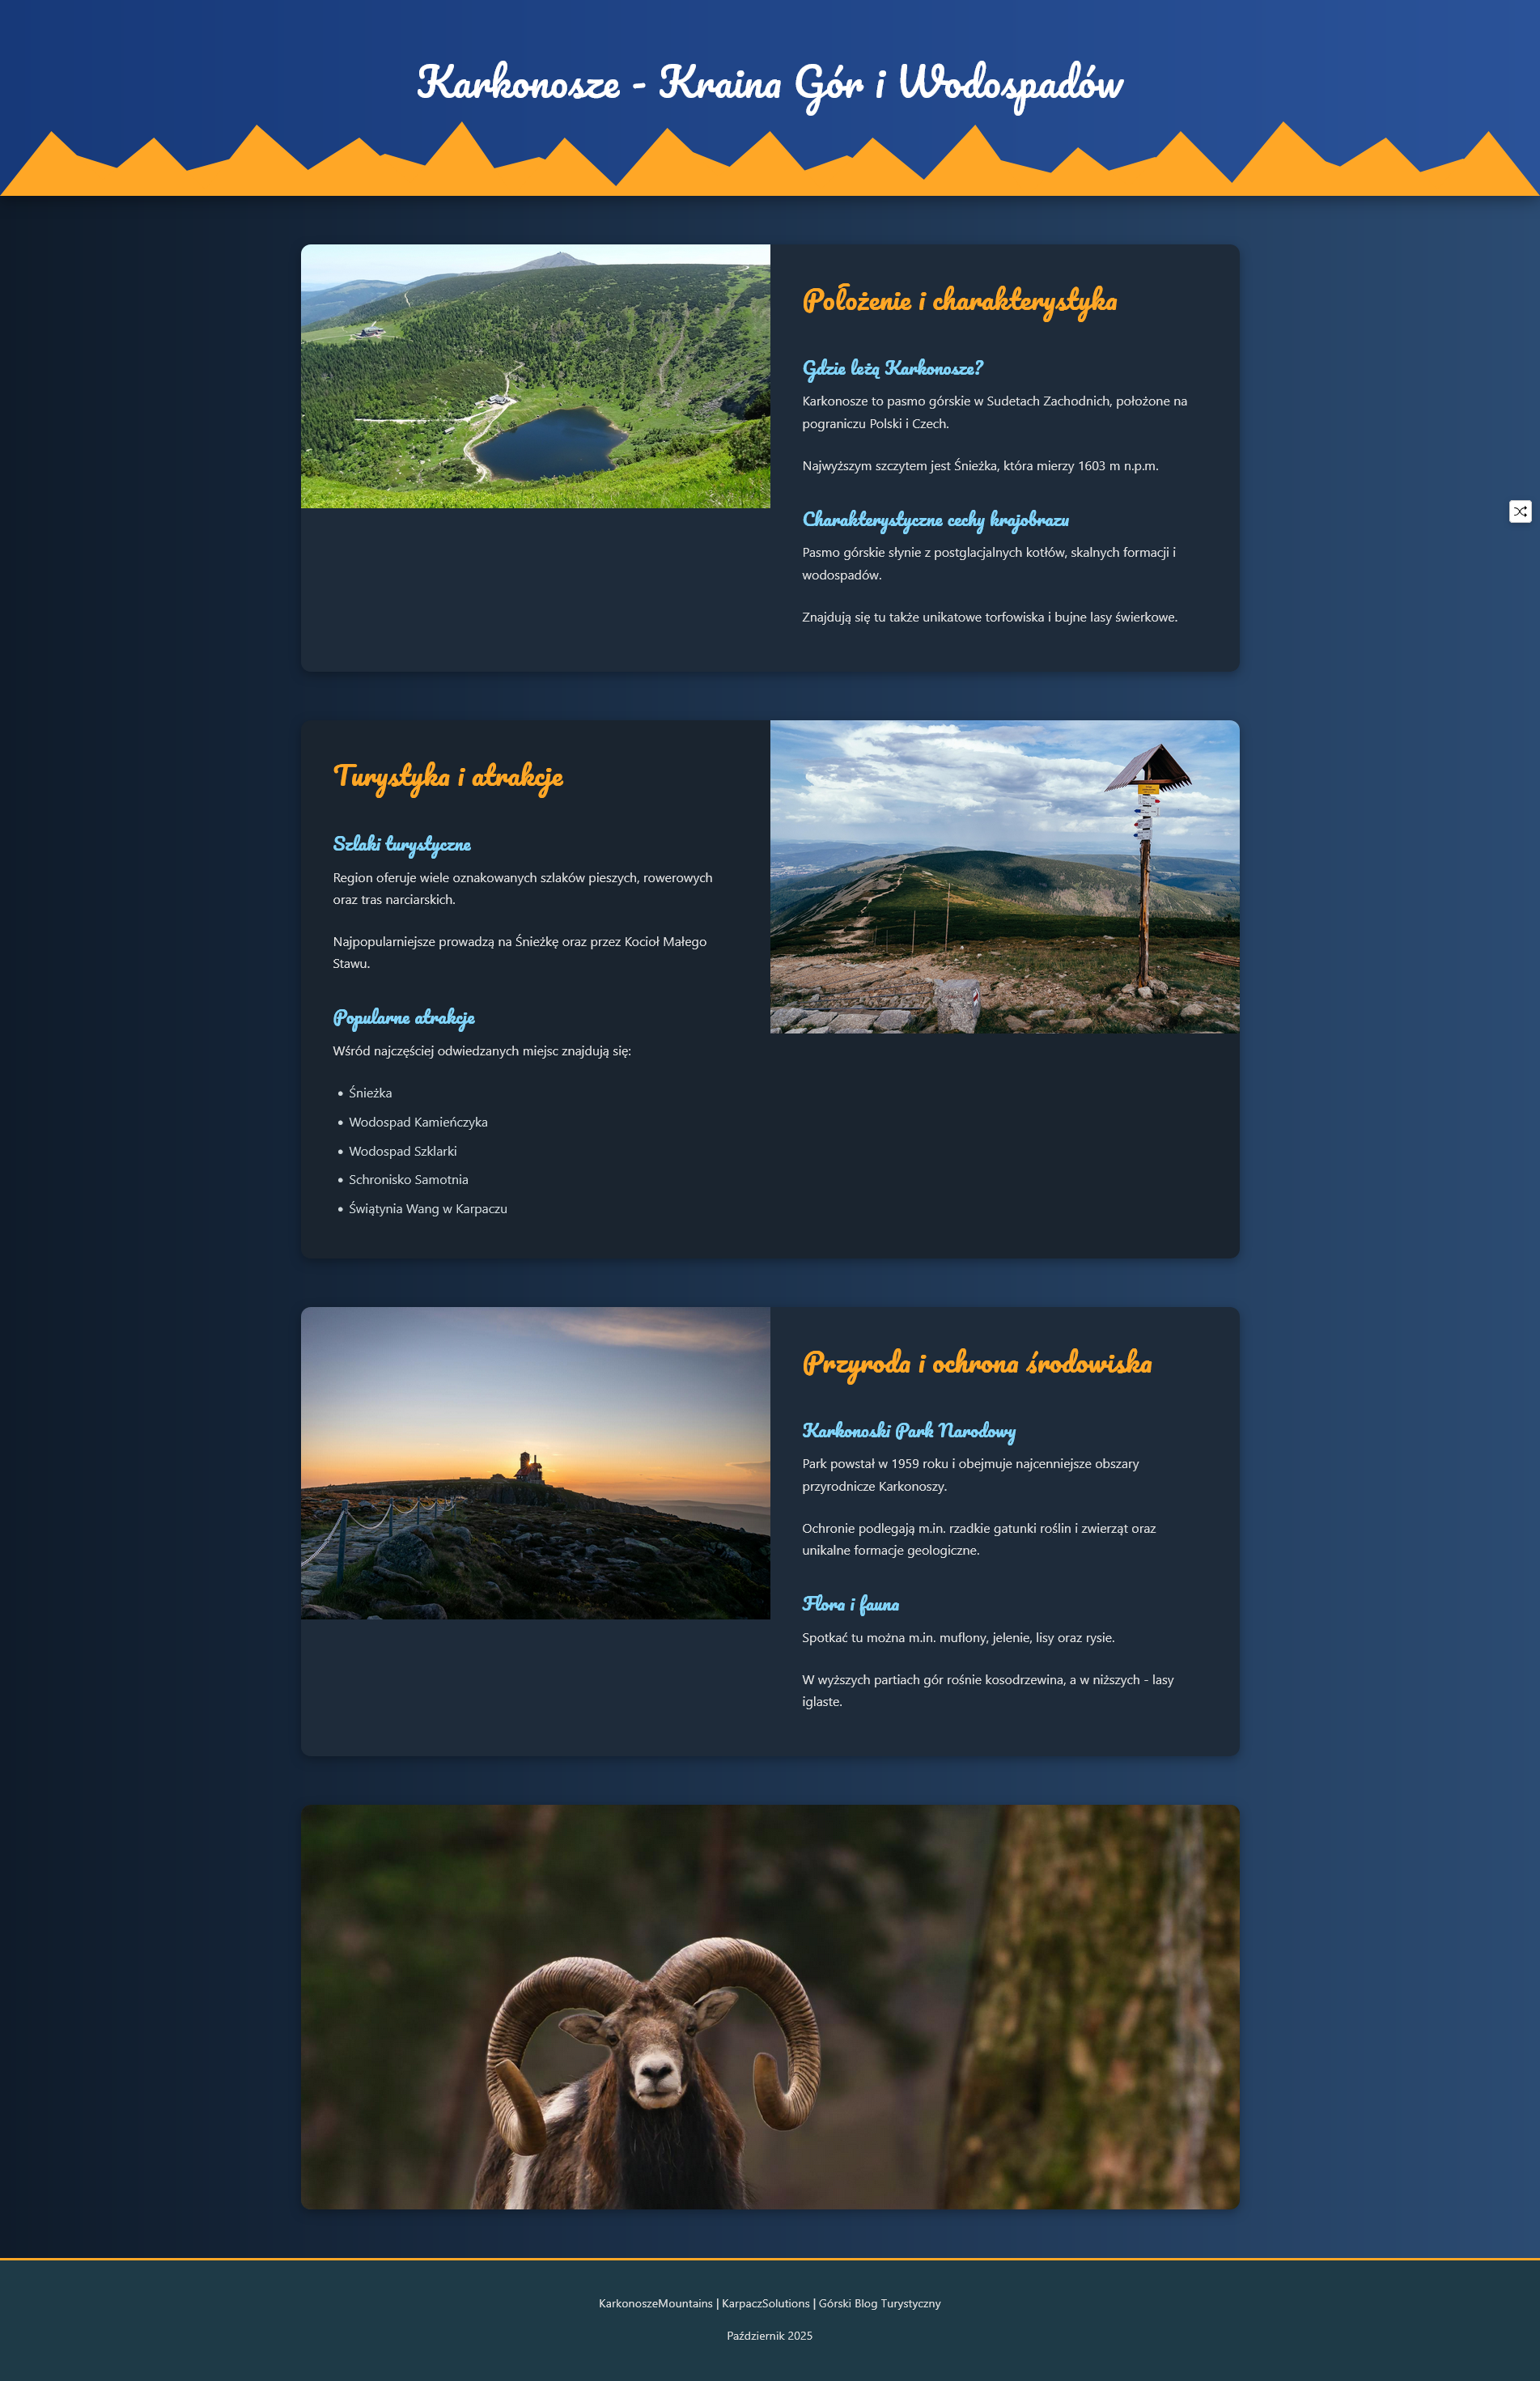 Karkonosze - Kraina Gór i Wodospadów
Położenie i charakterystyka
Gdzie leżą Karkonosze?
Karkonosze to pasmo górskie w Sudetach Zachodnich, położone na
pograniczu Polski i Czech.
Najwyższym szczytem jest Śnieżka, która mierzy 1603 m n.p.m.
Charakterystyczne cechy krajobrazu
Pasmo górskie słynie z postglacjalnych kotłów, skalnych formacji i
wodospadów.
Znajdują się tu także unikatowe torfowiska i bujne lasy świerkowe.
Turystyka i atrakcje
Szlaki turystyczne
Region oferuje wiele oznakowanych szlaków pieszych, rowerowych
oraz tras narciarskich.
Najpopularniejsze prowadzą na Śnieżkę oraz przez Kocioł Małego
Stawu.
Popularne atrakcje
Wśród najczęściej odwiedzanych miejsc znajdują się:
• Śnieżka
• Wodospad Kamieńczyka
• Wodospad Szklarki
• Schronisko Samotnia
• Świątynia Wang w Karpaczu
Przyroda i ochrona środowiska
Karkonoski Park Narodowy
Park powstał w 1959 roku i obejmuje najcenniejsze obszary
przyrodnicze Karkonoszy.
Ochronie podlegają m.in. rzadkie gatunki roślin i zwierząt oraz
unikalne formacje geologiczne.
Flora i fauna
Spotkać tu można m.in. muflony, jelenie, lisy oraz rysie.
W wyższych partiach gór rośnie kosodrzewina, a w niższych - lasy
iglaste.
KarkonoszeMountains | KarpaczSolutions | Górski Blog Turystyczny
Październik 2025